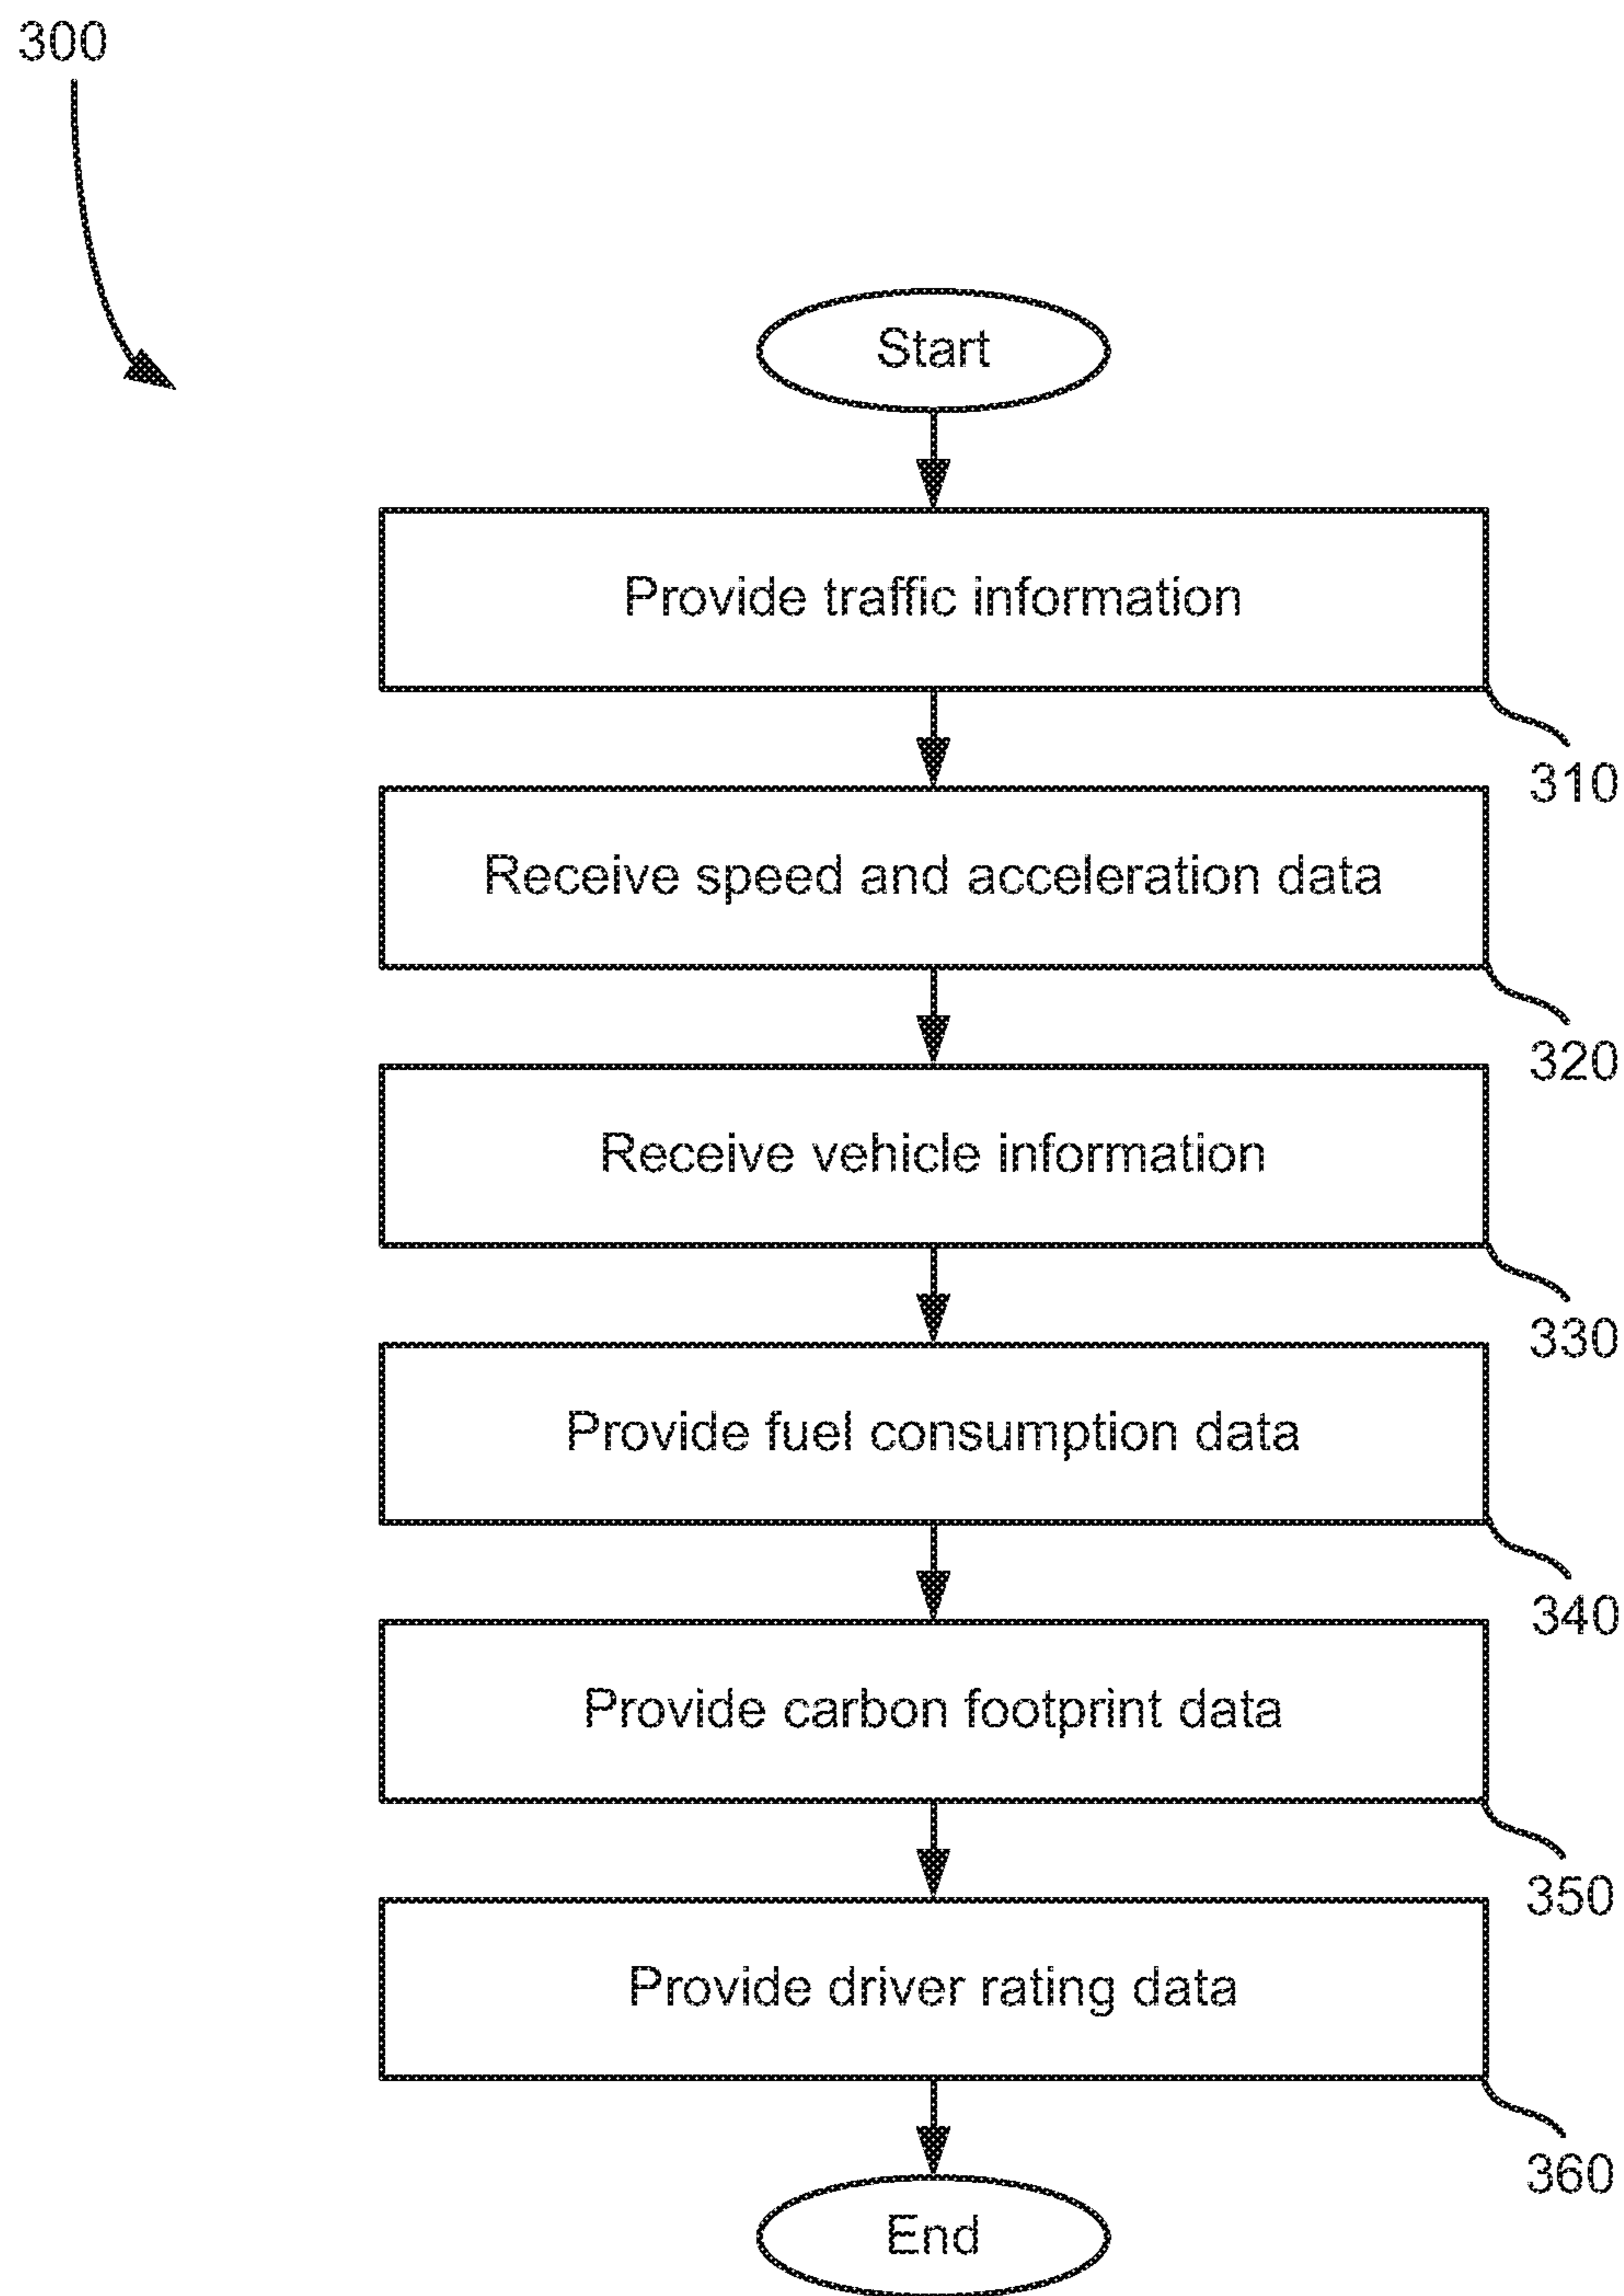 300
Start
Provide traffic information
310
Receive speed and acceleration data
320
Receive vehicle information
330
Provide fuel consumption data
340
Provide carbon footprint data
350
Provide driver rating data
360
End